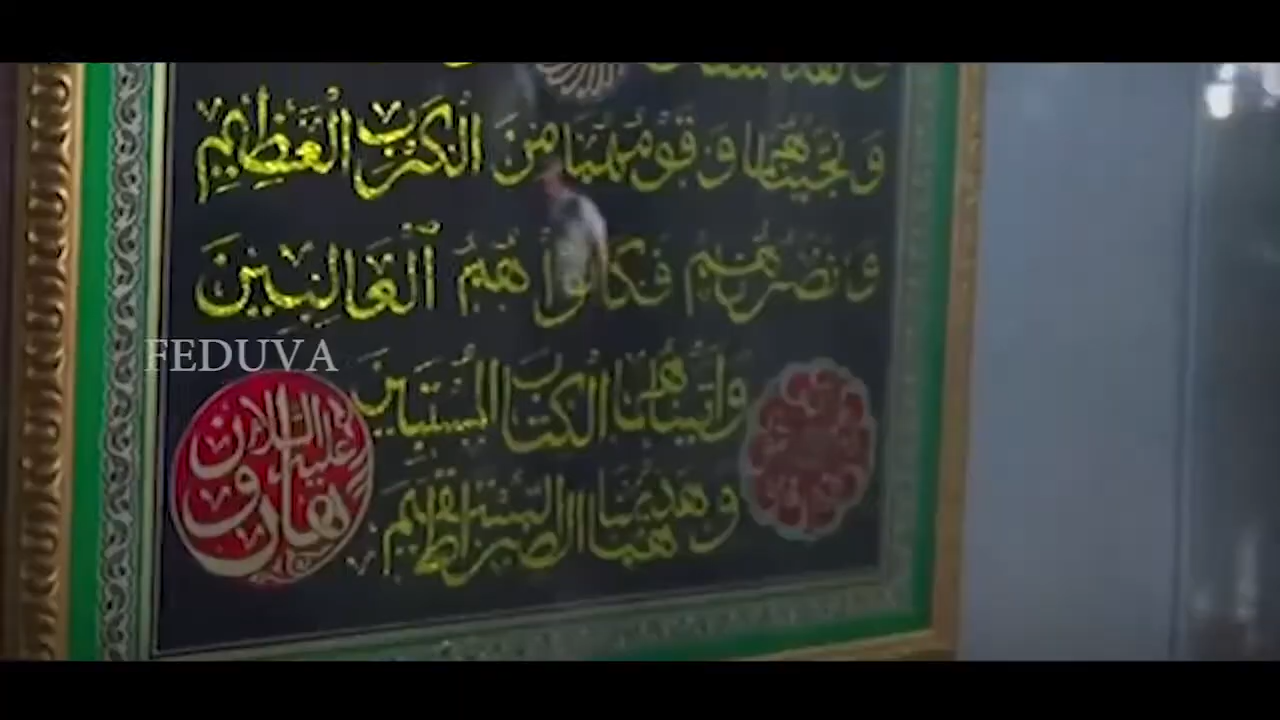 ونجيناهما وقومهما من الكرب العظيم
ونصرناهم فكانوا هم الغالبين
وآتيناهما الكتاب المستبين
وهديناهما الصراط المستقيم
هارون عليه السلام
FEDUVA